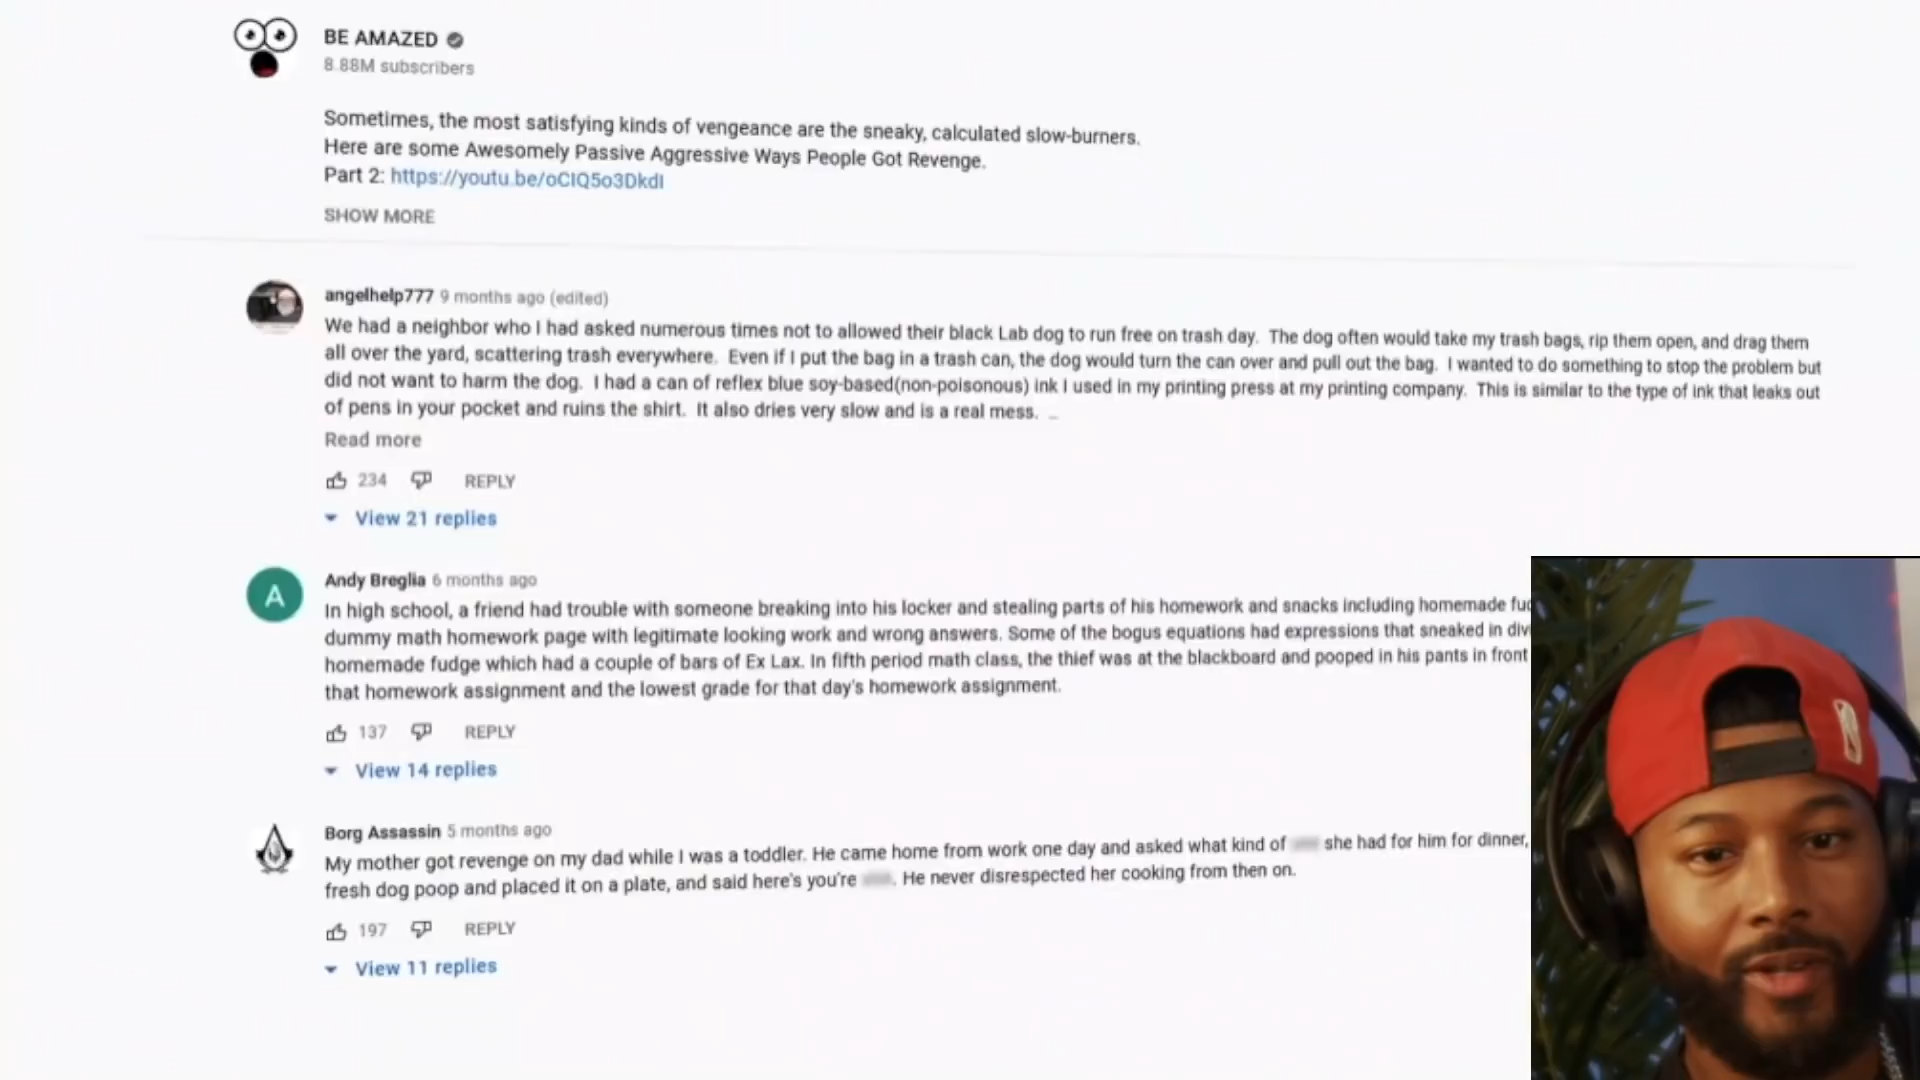 BE AMAZED
8.88M subscribers
Sometimes, the most satisfying kinds of vengeance are the sneaky, calculated slow-burners.
Here are some Awesomely Passive Aggressive Ways People Got Revenge.
Part 2: https://youtu.be/oCIQ5o3DkdI
SHOW MORE
angelhelp777 9 months ago (edited)
We had a neighbor who I had asked numerous times not to allowed their black Lab dog to run free on trash day. The dog often would take my trash bags, rip them open, and drag them
all over the yard, scattering trash everywhere. Even if I put the bag in a trash can, the dog would turn the can over and pull out the bag. I wanted to do something to stop the problem but
did not want to harm the dog. I had a can of reflex blue soy-based(non-poisonous) ink I used in my printing press at my printing company. This is similar to the type of ink that leaks out
of pens in your pocket and ruins the shirt. It also dries very slow and is a real mess. ...
Read more
234 REPLY
View 21 replies
A
Andy Breglia 6 months ago
In high school, a friend had trouble with someone breaking into his locker and stealing parts of his homework and snacks including homemade
dummy math homework page with legitimate looking work and wrong answers. Some of the bogus equations had expressions that sneaked in
homemade fudge which had a couple of bars of Ex Lax. In fifth period math class, the thief was at the blackboard and pooped in his pants in front
that homework assignment and the lowest grade for that day's homework assignment.
137 REPLY
View 14 replies
Borg Assassin 5 months ago
My mother got revenge on my dad while I was a toddler. He came home from work one day and asked what kind of she had for him for dinner,
fresh dog poop and placed it on a plate, and said here's you're . He never disrespected her cooking from then on.
197 REPLY
View 11 replies